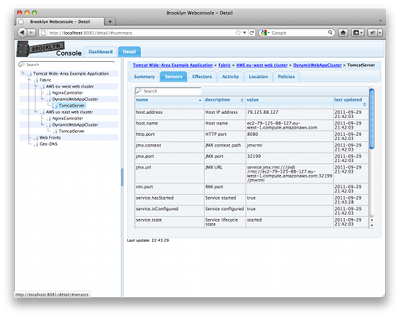 Brooklyn Webconsole – Detail
Brooklyn Webconsole – Detail
http://localhost:8081/detail/#summary
Google
BROOKLYN
Console
Dashboard
Detail
Search
Tomcat Wide-Area Example Application
Fabric
AWS eu-west web cluster
NginxController
DynamicWebAppCluster
TomcatServer
AWS eu-east web cluster
NginxController
DynamicWebAppCluster
TomcatServer
Web Fronts
Geo-DNS
Tomcat Wide-Area Example Application > Fabric > AWS eu-west web cluster > DynamicWebAppCluster > TomcatServer
Summary Sensors Effectors Activity Location Policies
Search
name description value last updated
host.address Host IP address 79.125.88.127 2011-09-29 21:42:03
host.name Host name ec2-79-125-88-127.eu-west-1.compute.amazonaws.com 2011-09-29 21:42:03
http.port HTTP port 8080 2011-09-29 21:42:03
jmx.context JMX context path jmxrmi 2011-09-29 21:42:03
jmx.port JMX port 32199 2011-09-29 21:42:03
jmx.url JMX URL service:jmx:rmi:///jndi/rmi://ec2-79-125-88-127.eu-west-1.compute.amazonaws.com:32199/jmxrmi 2011-09-29 21:42:03
rmi.port RMI port 2011-09-29 21:42:03
service.hasStarted Service started true 2011-09-29 21:43:28
service.isConfigured Service configured true 2011-09-29 21:42:03
service.state Service lifecycle state started 2011-09-29 21:42:03
Last update: 22:43:29
http://localhost:8081/detail/#sensors